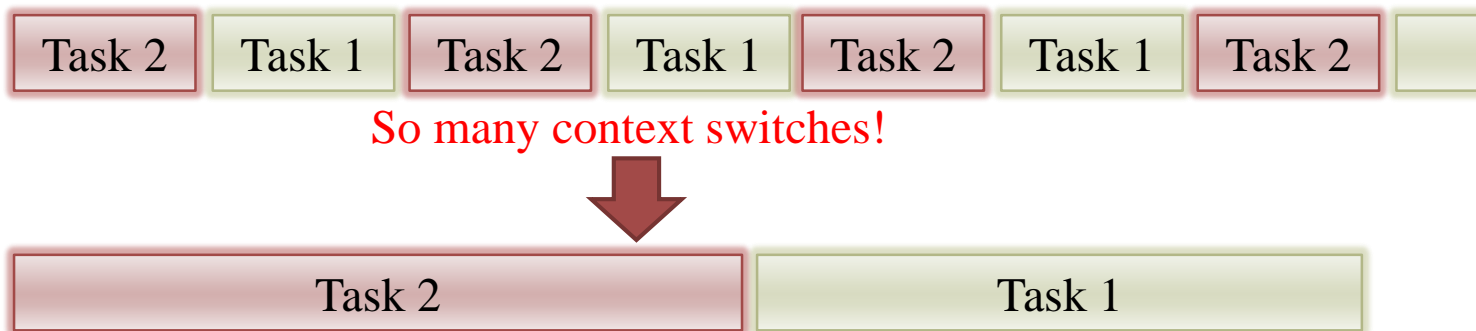 Task 2 Task 1 Task 2 Task 1 Task 2 Task 1 Task 2
So many context switches!
Task 2 Task 1